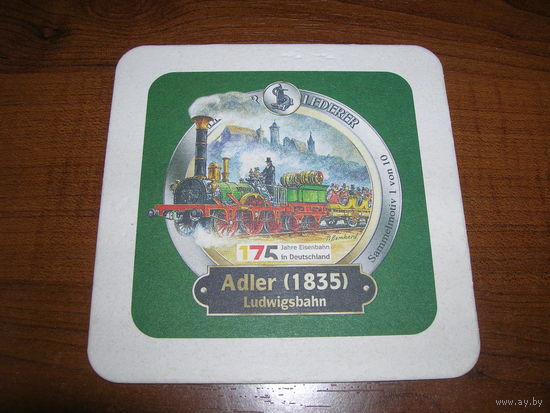 LEDERER
Sammelmotiv 1 von 10
175 Jahre Eisenbahn
in Deutschland
Adler (1835)
Ludwigsbahn
www.ay.by